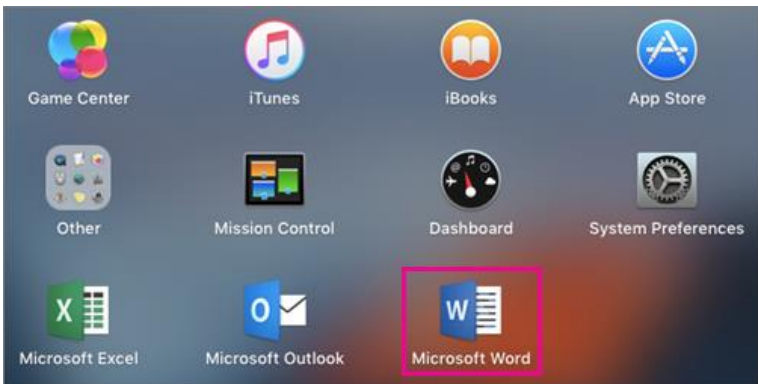 Game Center
iTunes
iBooks
App Store
Other
Mission Control
Dashboard
System Preferences
X
O
W
Microsoft Excel
Microsoft Outlook
Microsoft Word